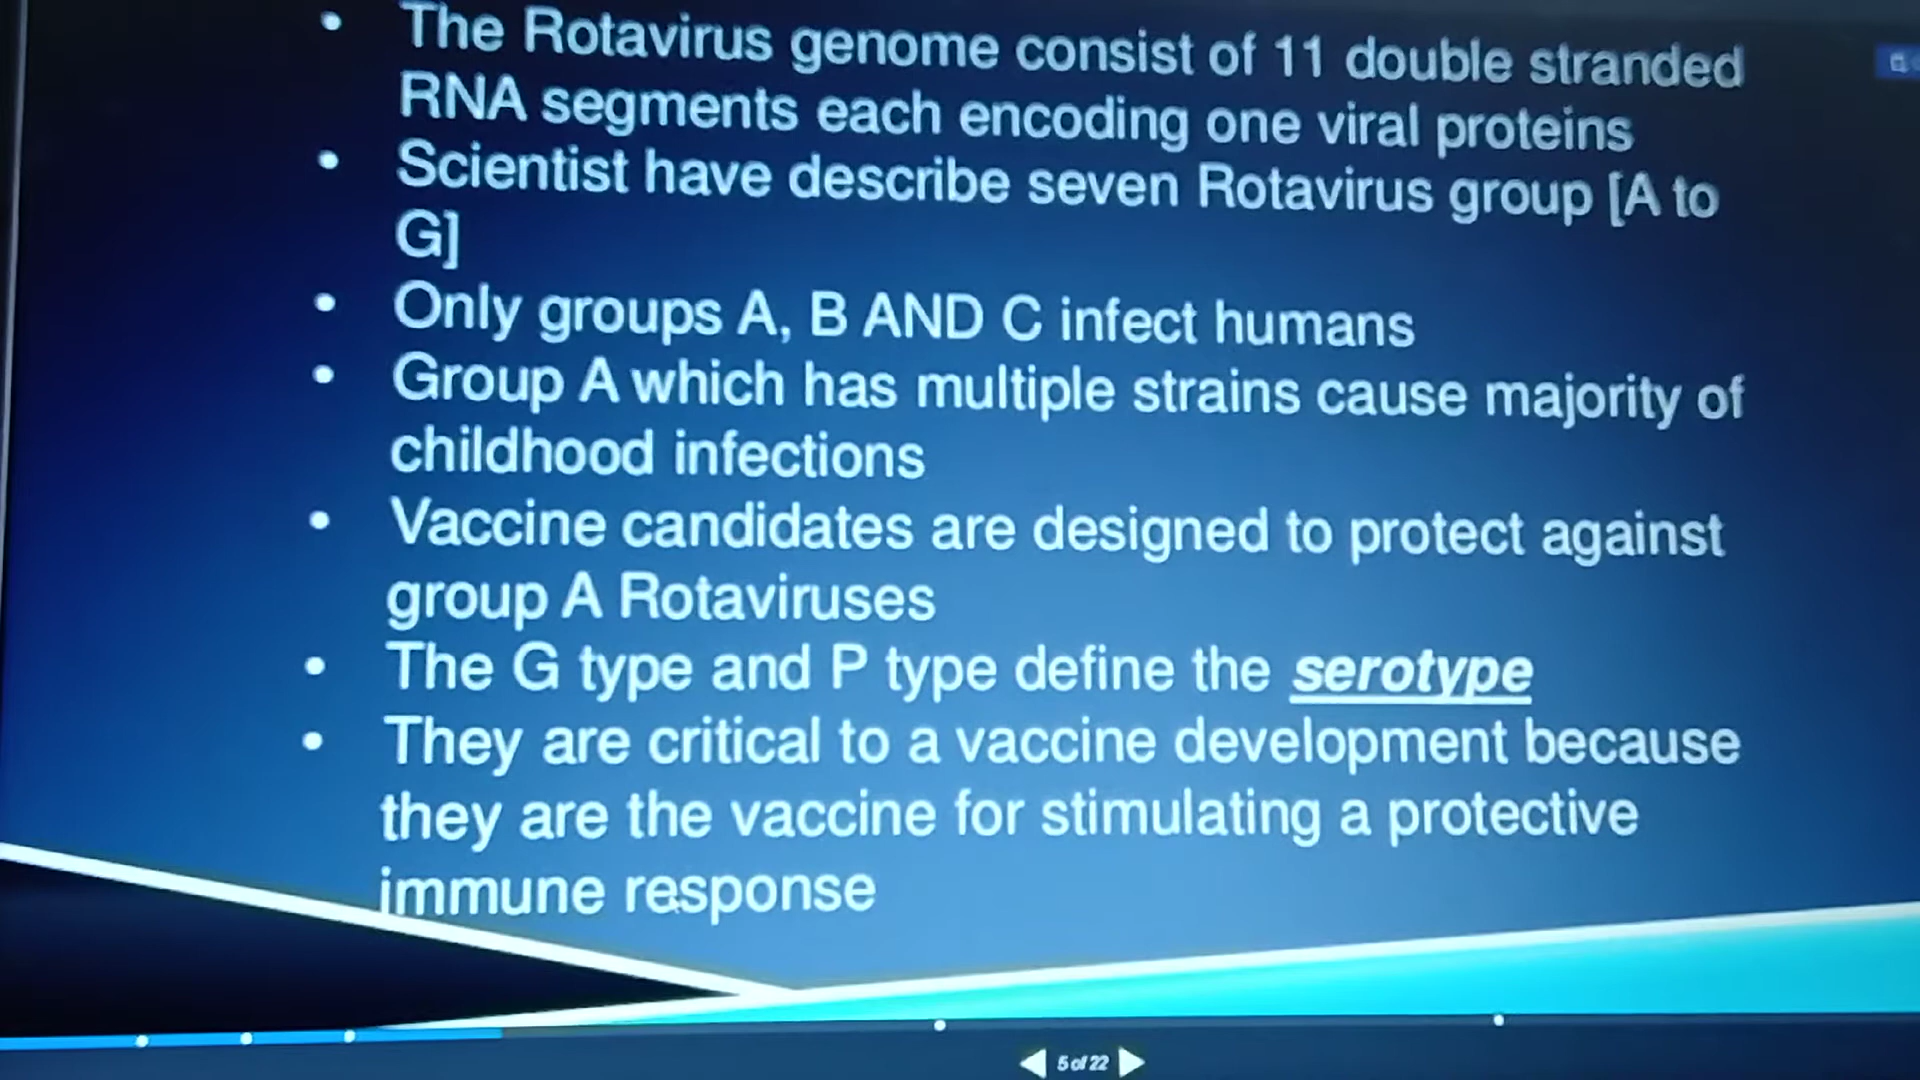 • The Rotavirus genome consist of 11 double stranded
RNA segments each encoding one viral proteins
• Scientist have describe seven Rotavirus group [A to
G]
• Only groups A, B AND C infect humans
• Group A which has multiple strains cause majority of
childhood infections
• Vaccine candidates are designed to protect against
group A Rotaviruses
• The G type and P type define the serotype
• They are critical to a vaccine development because
they are the vaccine for stimulating a protective
immune response
5 of 22